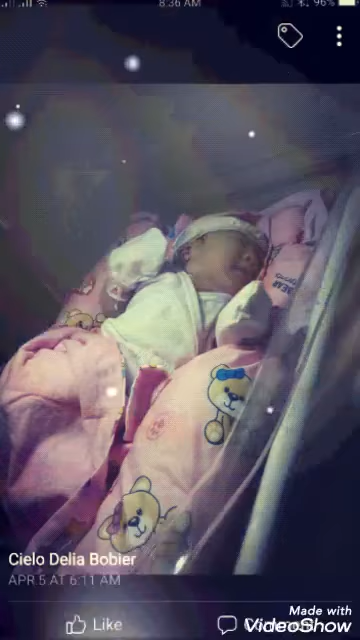 8:36 AM
96%
Cielo Delia Bobier
APR 5 AT 6:11 AM
Like
Made with
VideoShow